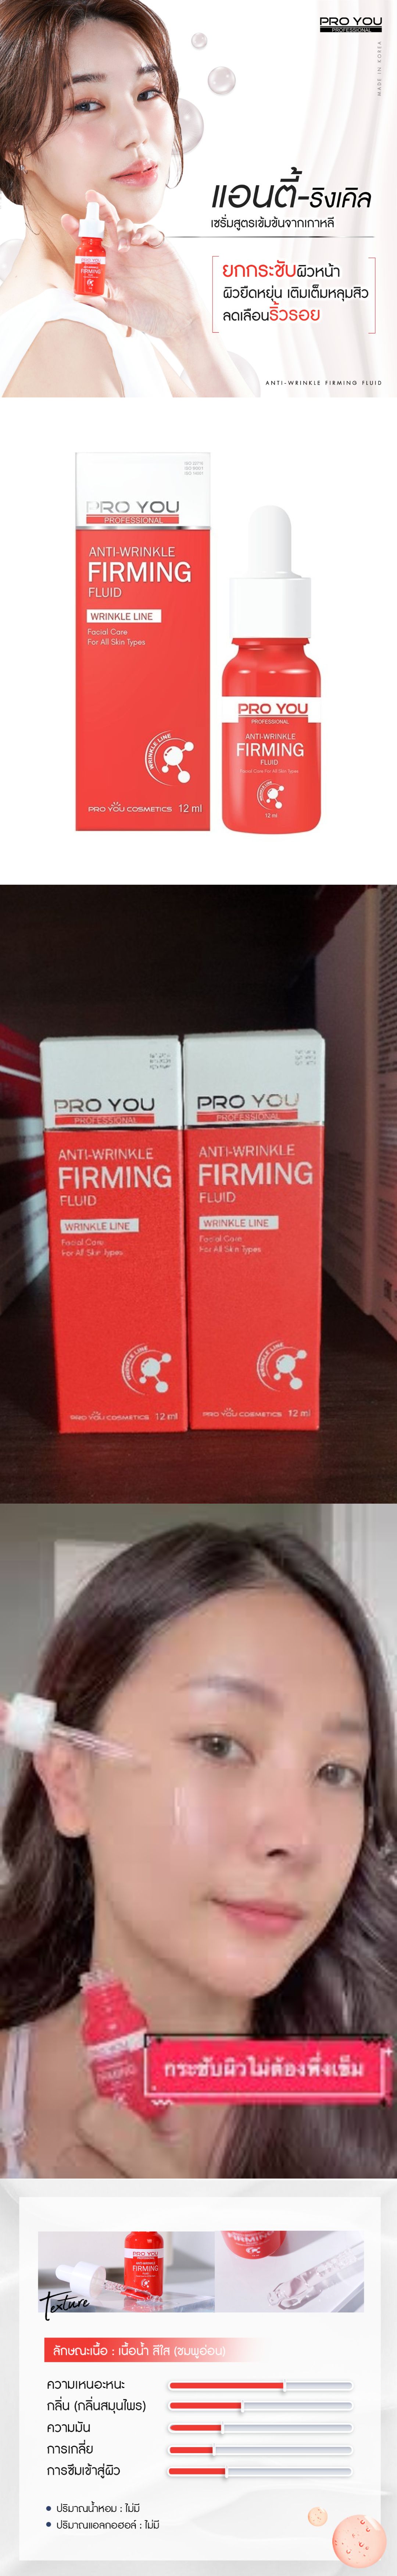 PRO YOU
PROFESSIONAL
MADE IN KOREA
แอนตี้-ริงเคิล
เซรั่มสูตรเข้มข้นจากเกาหลี
ยกกระชับผิวหน้า
ผิวยืดหยุ่น เติมเต็มหลุมสิว
ลดเลือนริ้วรอย
ANTI-WRINKLE FIRMING FLUID
PRO YOU
PROFESSIONAL
ANTI-WRINKLE
FIRMING
FLUID
WRINKLE LINE
Facial Care
For All Skin Types
WRINKLE LINE
PRO YOU COSMETICS 12 ml
PRO YOU
PROFESSIONAL
ANTI-WRINKLE
FIRMING
FLUID
Facial Care For All Skin Types
12 ml
PRO YOU
PROFESSIONAL
ANTI-WRINKLE
FIRMING
FLUID
WRINKLE LINE
Facial Care
For All Skin Types
WRINKLE LINE
PRO YOU COSMETICS 12 ml
PRO YOU
PROFESSIONAL
ANTI-WRINKLE
FIRMING
FLUID
WRINKLE LINE
Facial Care
For All Skin Types
WRINKLE LINE
PRO YOU COSMETICS 12 ml
กระชับผิวไม่ต้องพึ่งเข็ม
PRO YOU
FIRMING
FIRMING
Texture
ลักษณะเนื้อ : เนื้อน้ำ สีใส (ชมพูอ่อน)
ความเหนอะหนะ
กลิ่น (กลิ่นสมุนไพร)
ความมัน
การเกลี่ย
การซึมเข้าสู่ผิว
ปริมาณน้ำหอม : ไม่มี
ปริมาณแอลกอฮอล์ : ไม่มี